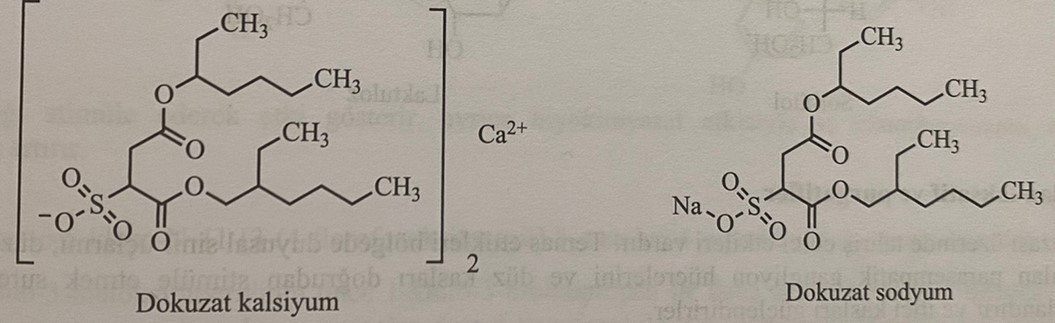 CH₃
CH₃
O
O
CH₃
O
CH₃
O
S
⁻O
O
O
2
Ca²⁺
Dokuzat kalsiyum
CH₃
CH₃
O
O
CH₃
O
CH₃
O
S
Na
O
O
O
Dokuzat sodyum